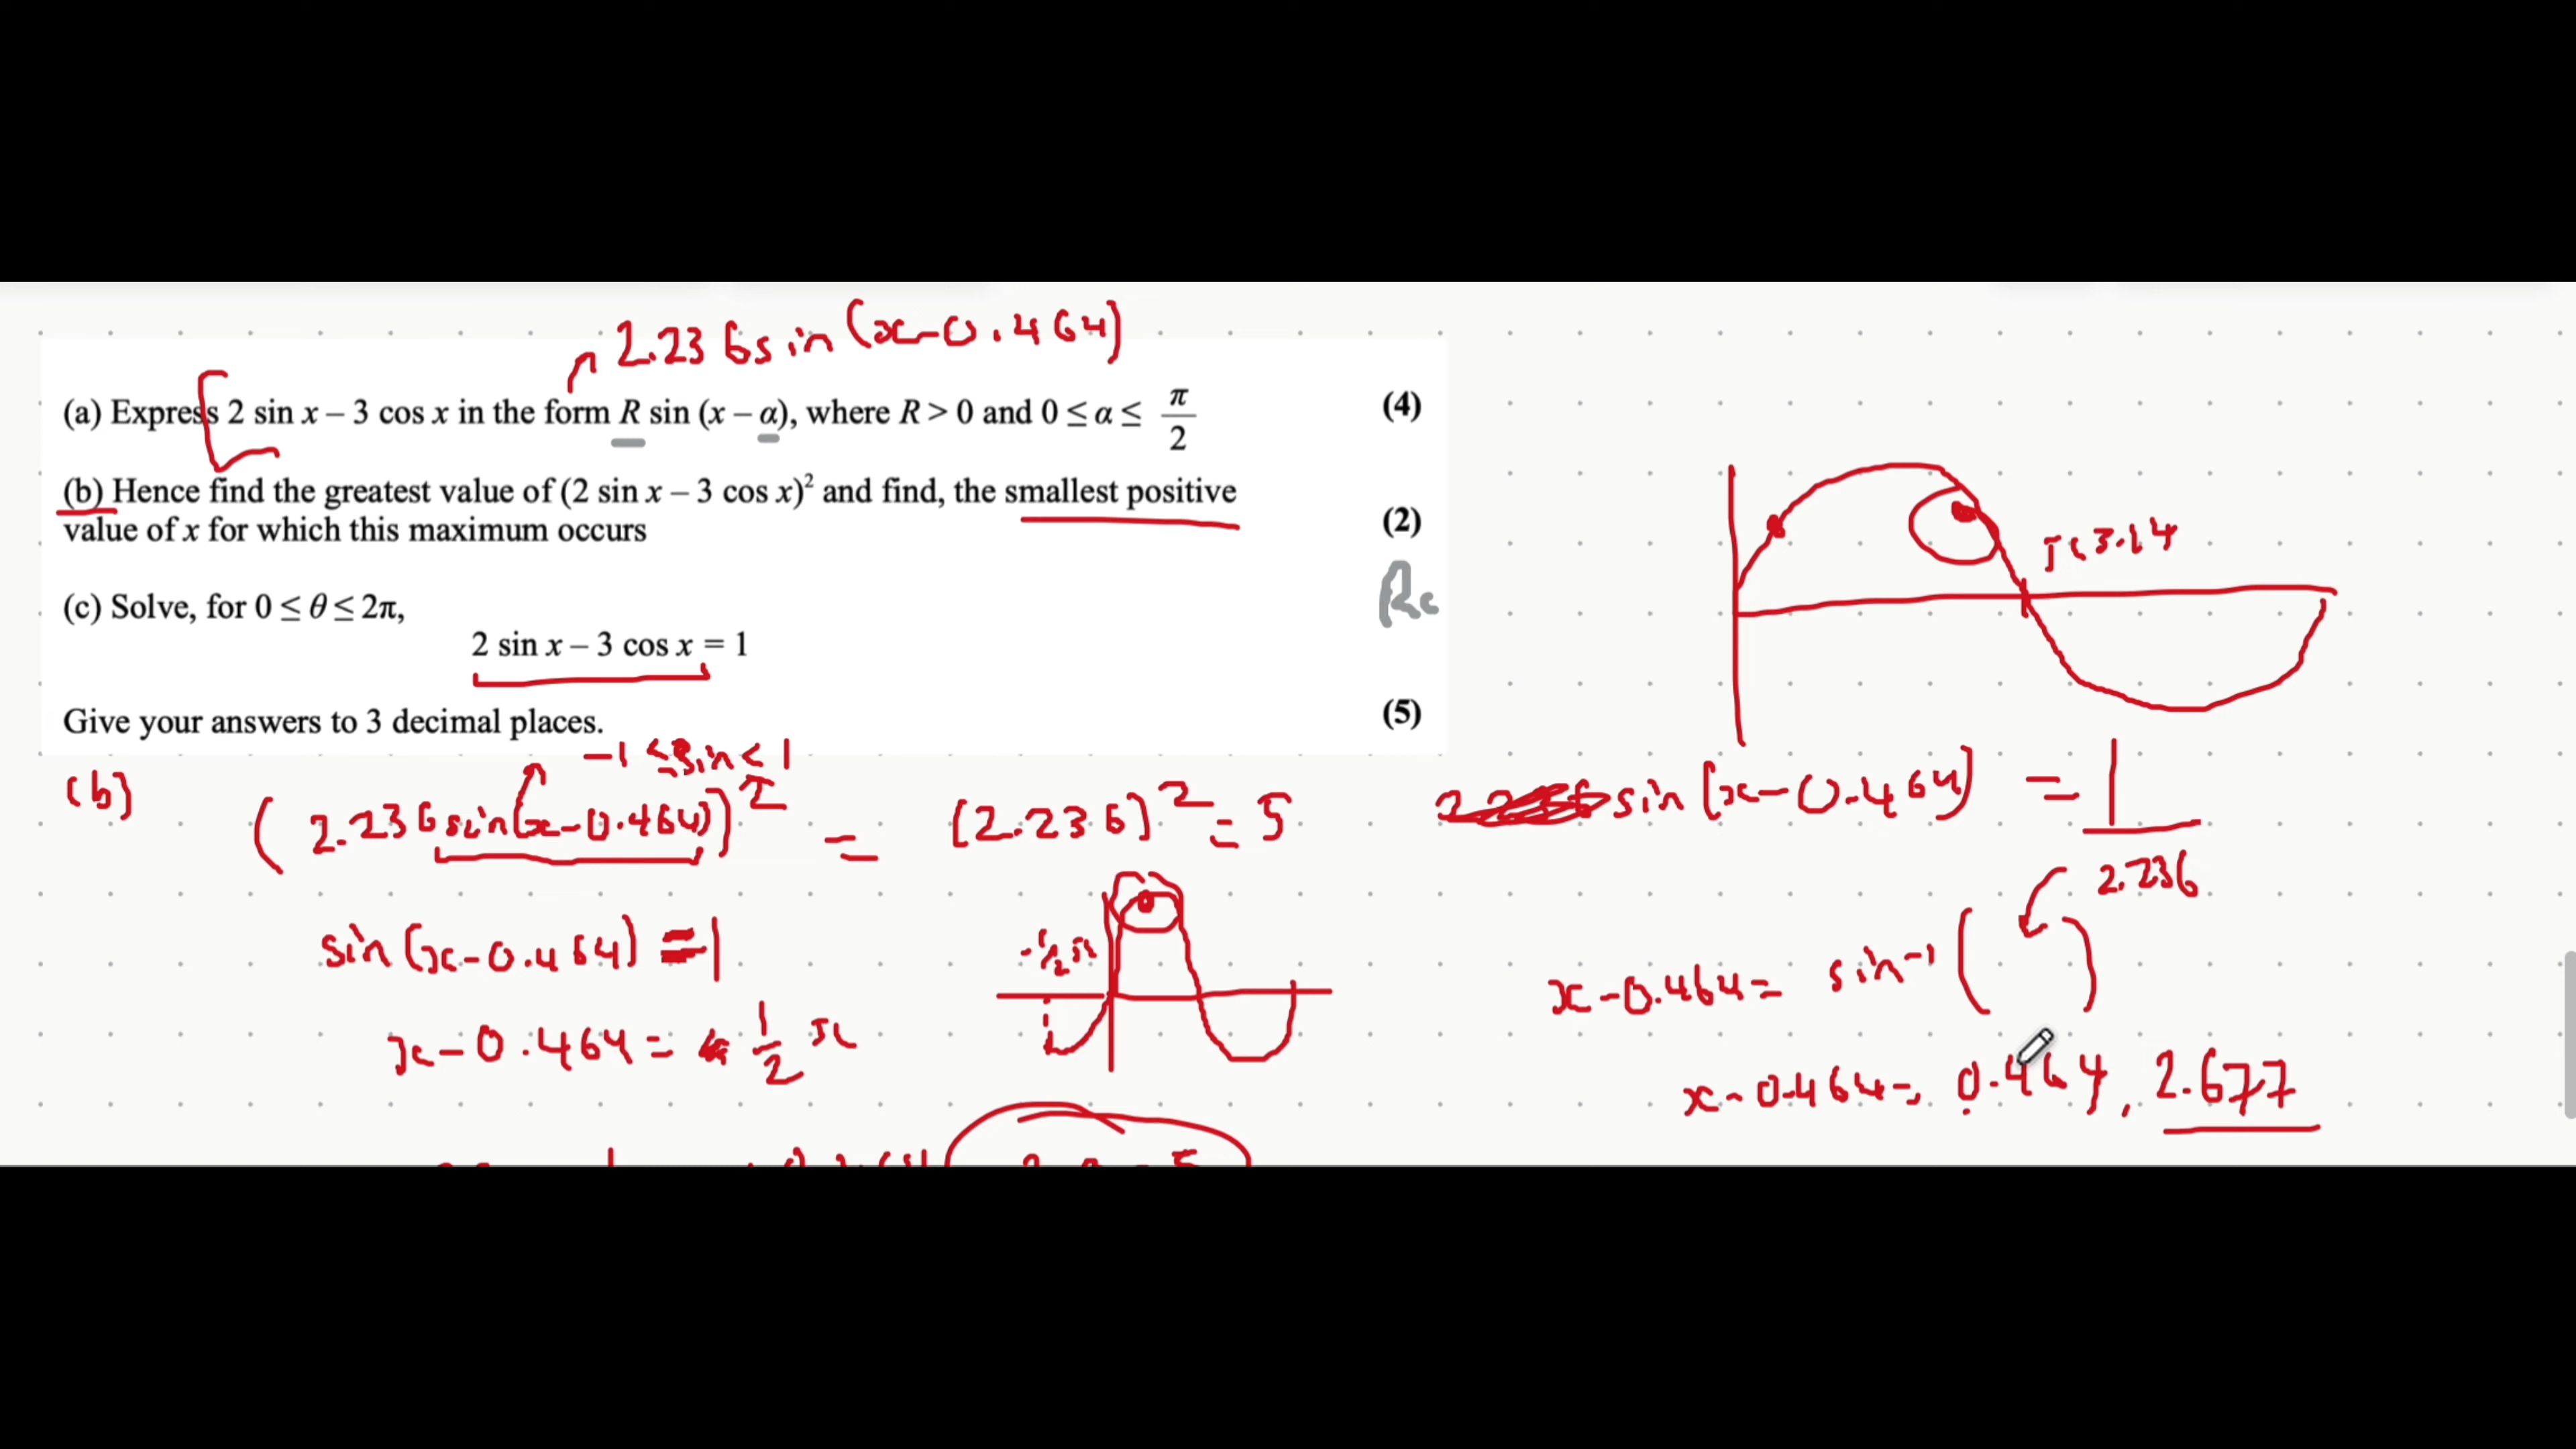 2.236sin(x-0.464)
(a) Express 2 sin x – 3 cos x in the form R sin (x – α), where R > 0 and 0 ≤ α ≤ π/2 (4)
(b) Hence find the greatest value of (2 sin x – 3 cos x)² and find, the smallest positive
value of x for which this maximum occurs (2)
(c) Solve, for 0 ≤ θ ≤ 2π,
2 sin x – 3 cos x = 1
Give your answers to 3 decimal places. (5)
π 3.14
-1 ≤ sin < 1
(b) (2.236sin(x-0.464))² = (2.236)² = 5
sin(x-0.464) = 1
-1/2π
x-0.464 = 1/2 π
sin(x-0.464) = 1/2.236
x-0.464 = sin-1( )
x-0.464 = 0.464, 2.677